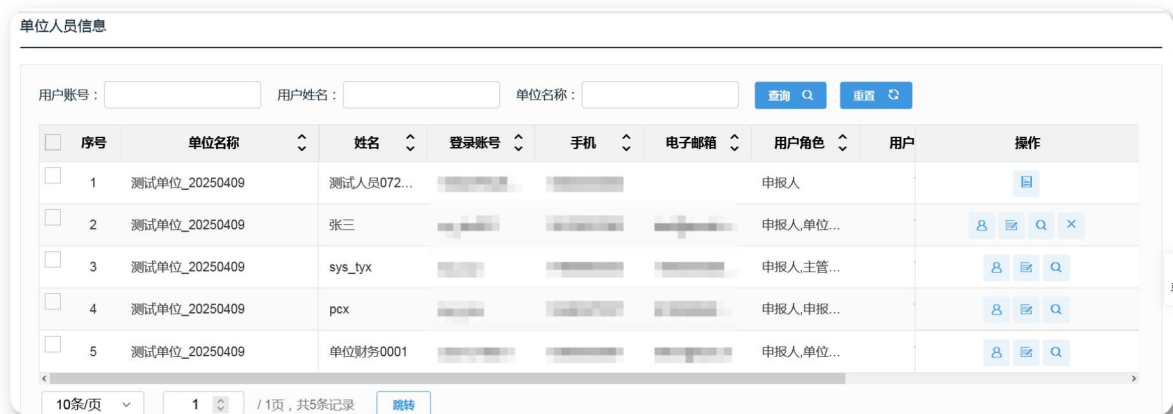 单位人员信息
用户账号： 用户姓名： 单位名称： 查询 重置
序号 单位名称 姓名 登录账号 手机 电子邮箱 用户角色 用户 操作
1 测试单位_20250409 测试人员072... 申报人
2 测试单位_20250409 张三 申报人,单位...
3 测试单位_20250409 sys_tyx 申报人,主管...
4 测试单位_20250409 pcx 申报人,申报...
5 测试单位_20250409 单位财务0001 申报人,单位...
10条/页 1 / 1页，共5条记录 跳转